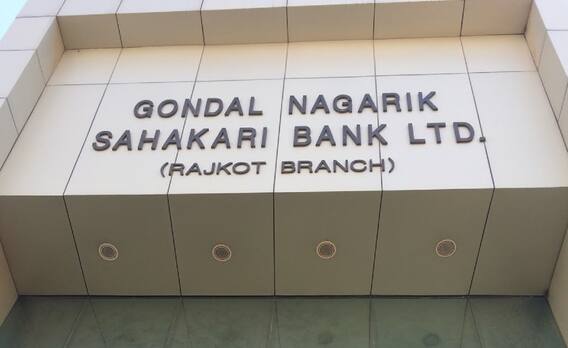 GONDAL NAGARIK
SAHAKARI BANK LTD.
(RAJKOT BRANCH)